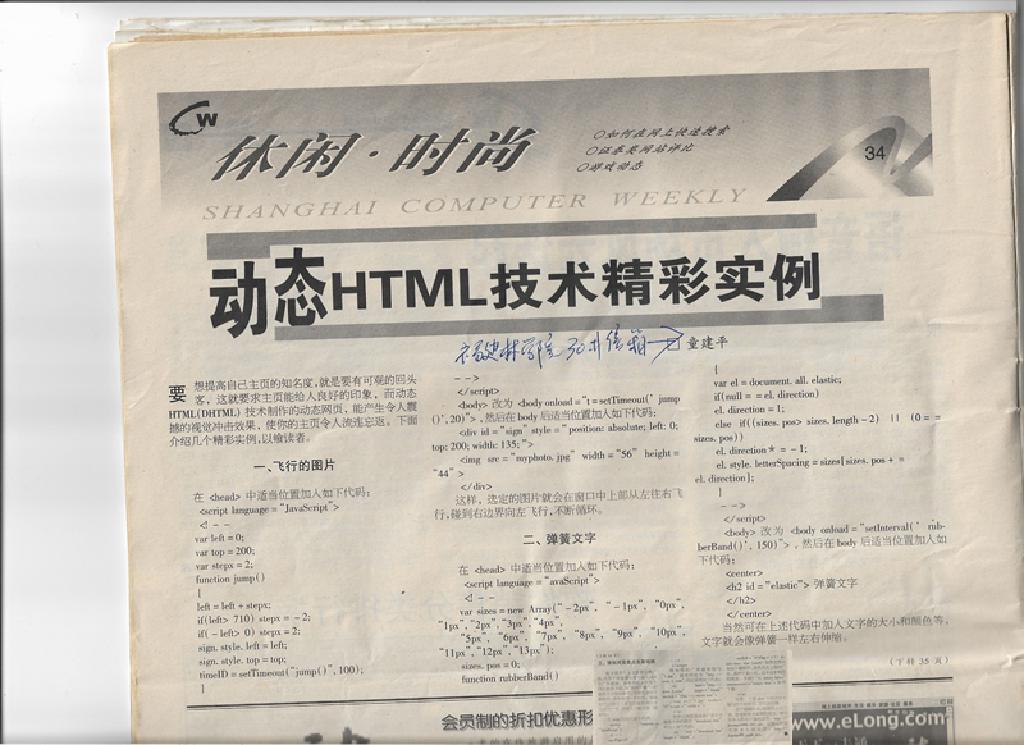 CW
休闲·时尚
○如何在网上快速搜索
○证券类网站评比
○游戏动态
34
SHANGHAI COMPUTER WEEKLY
动态HTML技术精彩实例
福建林学院
童建平
要想提高自己主页的知名度,就是要有可观的回头
客。这就要求主页能给人良好的印象。而动态
HTML(DHTML) 技术制作的动态网页,能产生令人震
撼的视觉冲击效果,使你的主页令人流连忘返。下面
介绍几个精彩实例,以飨读者。
一、飞行的图片
在 <head> 中适当位置加入如下代码:
<script language = "JavaScript">
<! - -
var left = 0;
var top = 200;
var stepx = 2;
function jump()
{
left = left + stepx;
if(left> 710) stepx = - 2;
if( - left> 0) stepx = 2;
sign. style. left = left;
sign. style. top = top;
timeID = setTimeout("jump()",100);
}
- - >
</script>
<body> 改为 <body onload = "t = setTimeout(' jump
()',20)">, 然后在 body 后适当位置加入如下代码:
<div id = "sign" style = "position: absolute; left: 0;
top: 200; width: 135; ">
<img src = "myphoto. jpg" width = "56" height =
"44" >
</div>
这样, 选定的图片就会在窗口中上部从左往右飞
行,碰到右边界向左飞行,不断循环。
二、弹簧文字
在 <head> 中适当位置加入如下代码:
<script language = "avaScript">
<! - -
var sizes = new Array("- 2px", "- 1px", "0px",
"1px","2px","3px","4px",
"5px", "6px", "7px", "8px", "9px", "10px",
"11px","12px","13px");
sizes. pos = 0;
function rubberBand()
{
var el = document. all. elastic;
if(null = = el. direction)
el. direction = 1;
else if((sizes. pos> sizes. length - 2) || (0 = =
sizes. pos))
el. direction* = - 1;
el. style. letterSpacing = sizes[sizes. pos + =
el. direction];
}
- - >
</script>
<body> 改为 <body onload = "setInterval(' rub-
berBand()', 150)">, 然后在 body 后适当位置加入如
下代码:
<center>
<h2 id = "elastic"> 弹簧文字
</h2>
</center>
当然可在上述代码中加入文字的大小和颜色等,
文字就会像弹簧一样左右伸缩。
(下转 35 页)
会员制的折扣优惠形
www.eLong.com